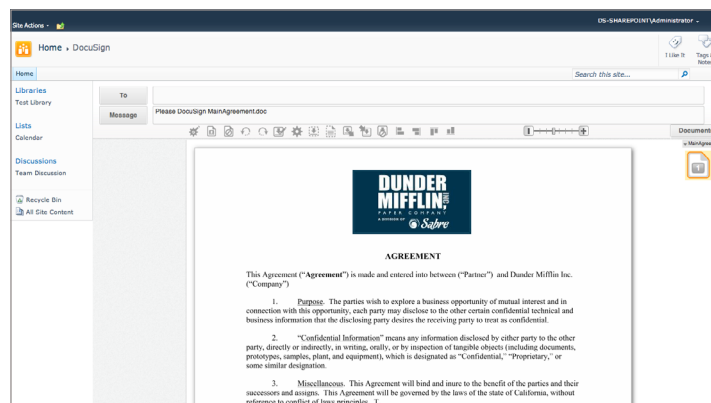 Site Actions
DS-SHAREPOINT\Administrator
Home › DocuSign
I Like It
Tags &
Notes
Home
Search this site...
Libraries
Test Library
Lists
Calendar
Discussions
Team Discussion
Recycle Bin
All Site Content
To
Message
Please DocuSign MainAgreement.doc
Document
MainAgree
DUNDER
MIFFLIN, INC
PAPER COMPANY
A DIVISION OF
Sabre
AGREEMENT
This Agreement (“Agreement”) is made and entered into between (“Partner”) and Dunder Mifflin Inc.
(“Company”)
1. Purpose. The parties wish to explore a business opportunity of mutual interest and in
connection with this opportunity, each party may disclose to the other certain confidential technical and
business information that the disclosing party desires the receiving party to treat as confidential.
2. “Confidential Information” means any information disclosed by either party to the other
party, directly or indirectly, in writing, orally, or by inspection of tangible objects (including documents,
prototypes, samples, plant, and equipment), which is designated as “Confidential,” “Proprietary,” or
some similar designation.
3. Miscellaneous. This Agreement will bind and inure to the benefit of the parties and their
successors and assigns. This Agreement will be governed by the laws of the state of California, without
reference to conflict of laws principles. T